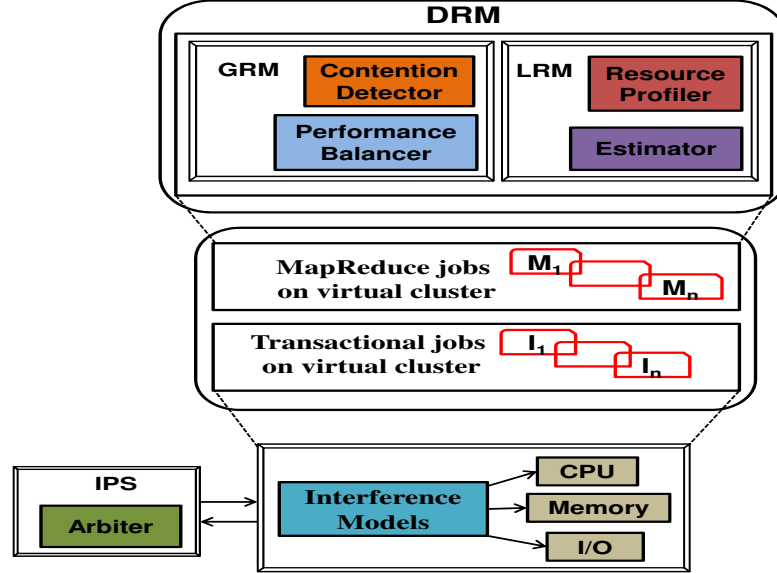 DRM
GRM
Contention
Detector
Performance
Balancer
LRM
Resource
Profiler
Estimator
MapReduce jobs
on virtual cluster
M1
Mn
Transactional jobs
on virtual cluster
I1
In
IPS
Arbiter
Interference
Models
CPU
Memory
I/O